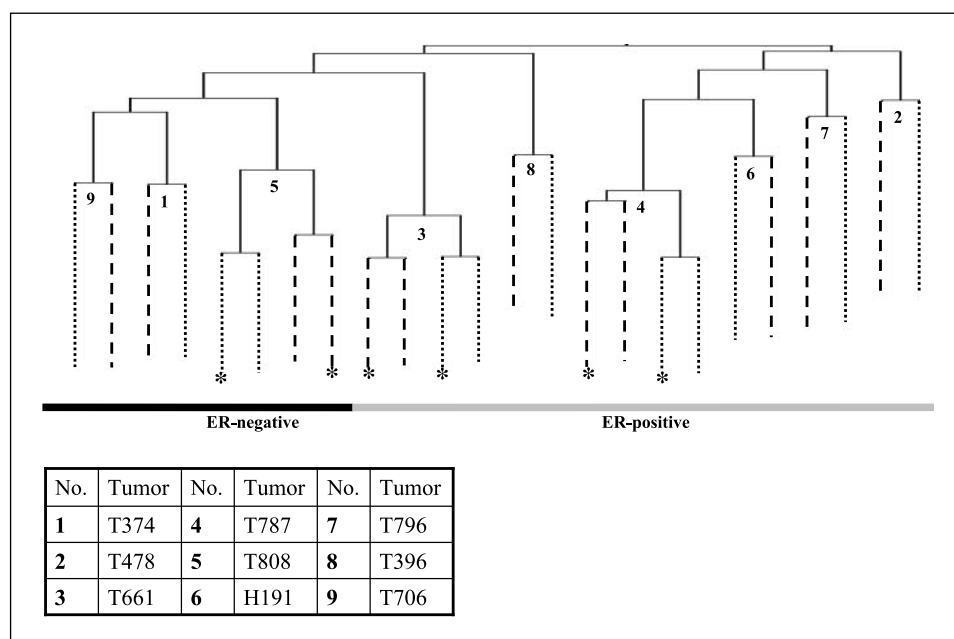 2
7
8
6
9 1 5 4
3
* * * * * *
ER-negative ER-positive
No. Tumor No. Tumor No. Tumor
1 T374 4 T787 7 T796
2 T478 5 T808 8 T396
3 T661 6 H191 9 T706